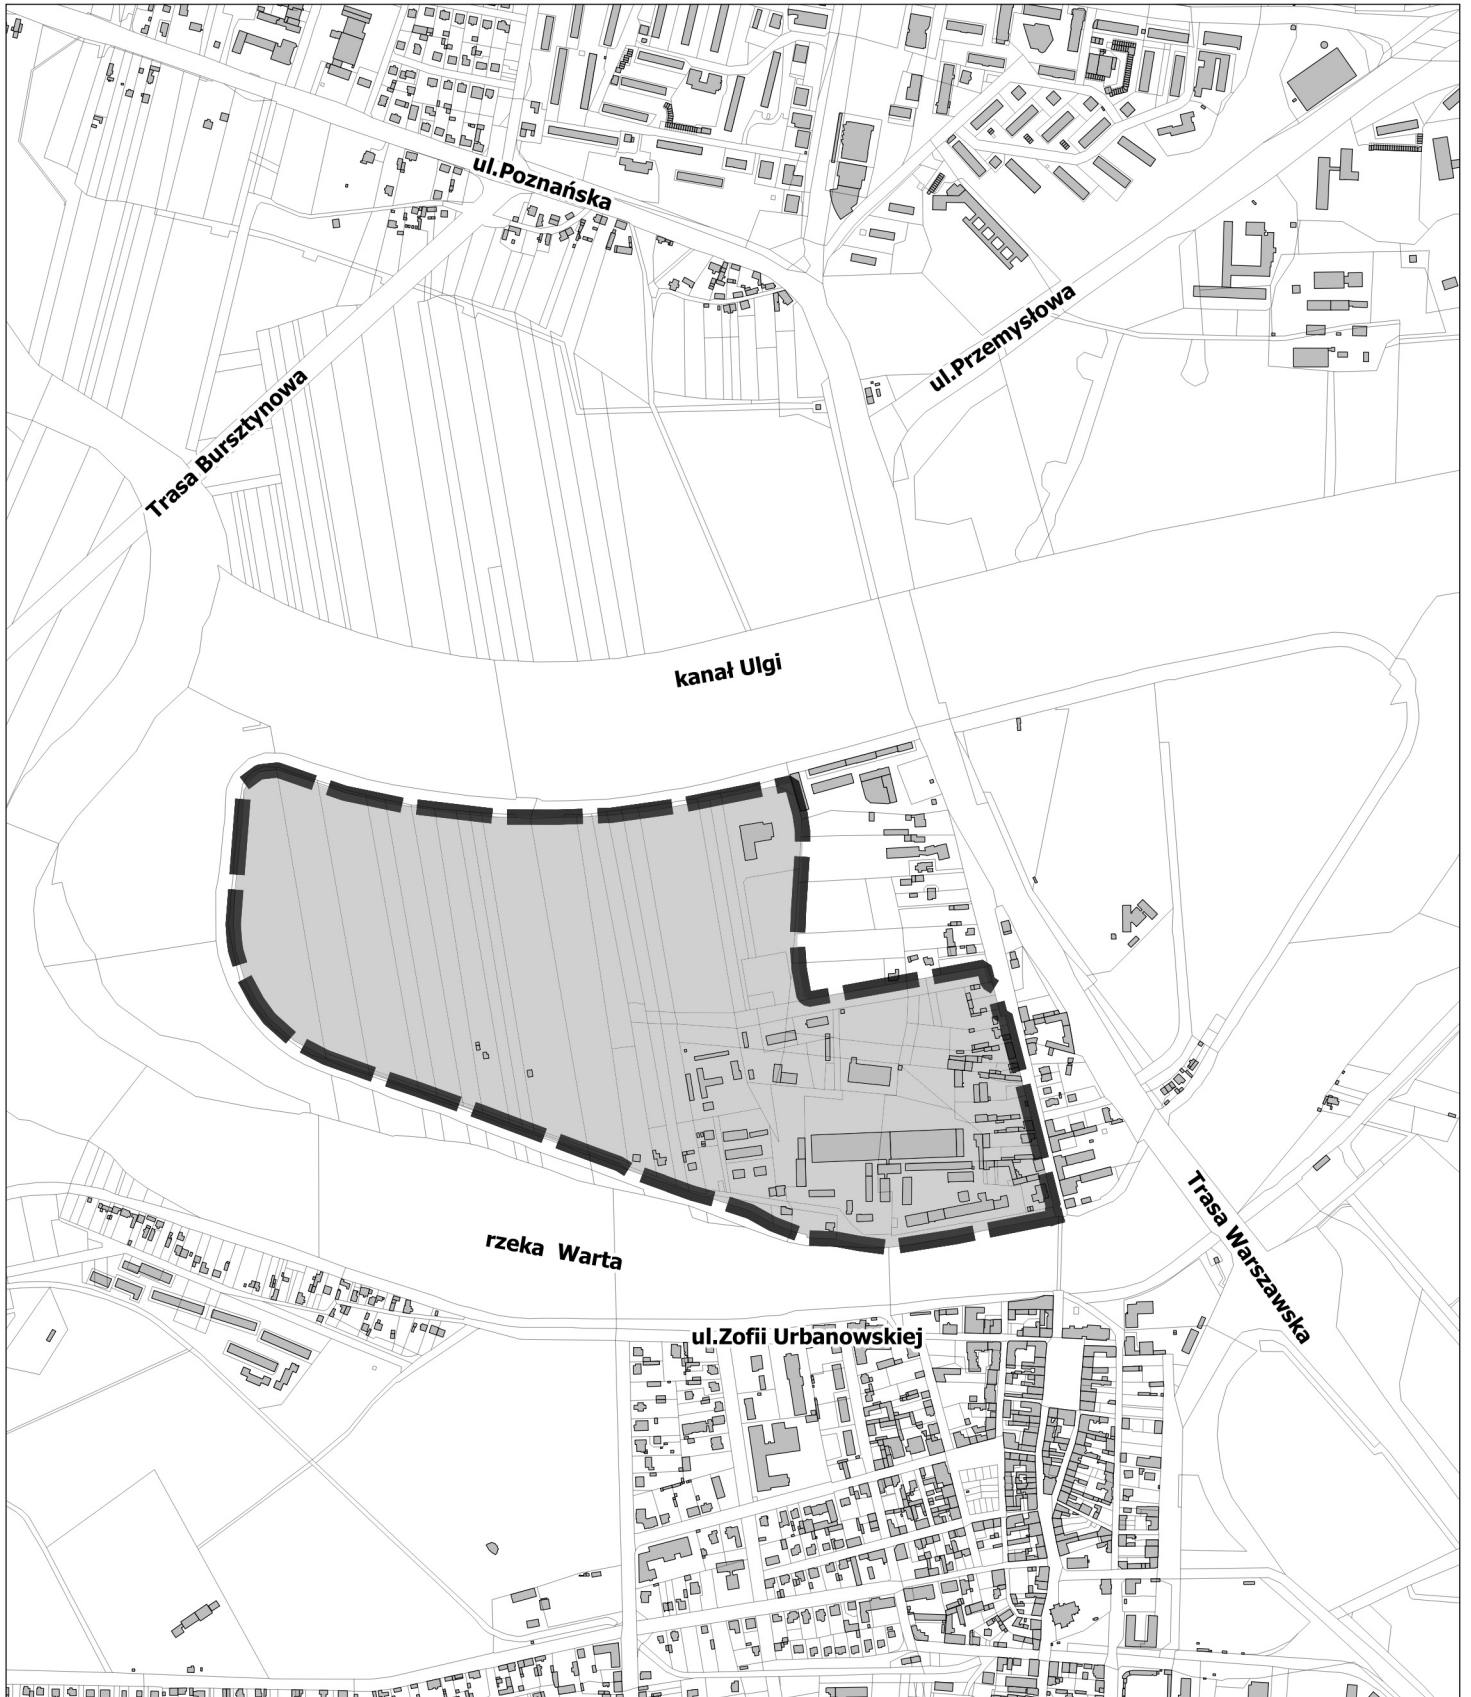 ul.Poznańska
ul.Przemysłowa
Trasa Bursztynowa
kanał Ulgi
Trasa Warszawska
rzeka Warta
ul.Zofii Urbanowskiej